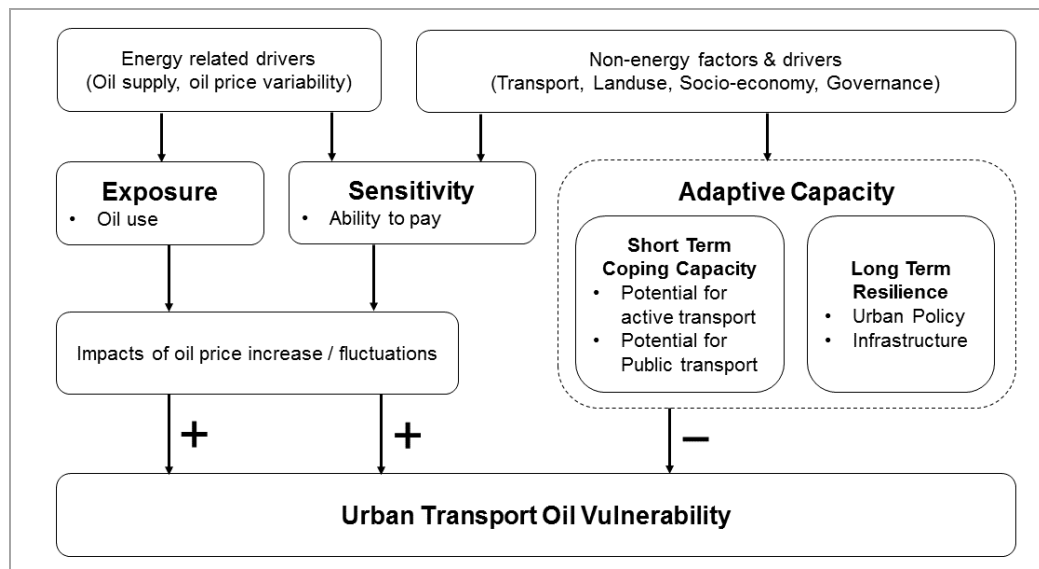 Energy related drivers
(Oil supply, oil price variability)
Non-energy factors & drivers
(Transport, Landuse, Socio-economy, Governance)
Exposure
• Oil use
Sensitivity
• Ability to pay
Adaptive Capacity
Short Term
Coping Capacity
• Potential for
active transport
• Potential for
Public transport
Long Term
Resilience
• Urban Policy
• Infrastructure
Impacts of oil price increase / fluctuations
+
+
−
Urban Transport Oil Vulnerability